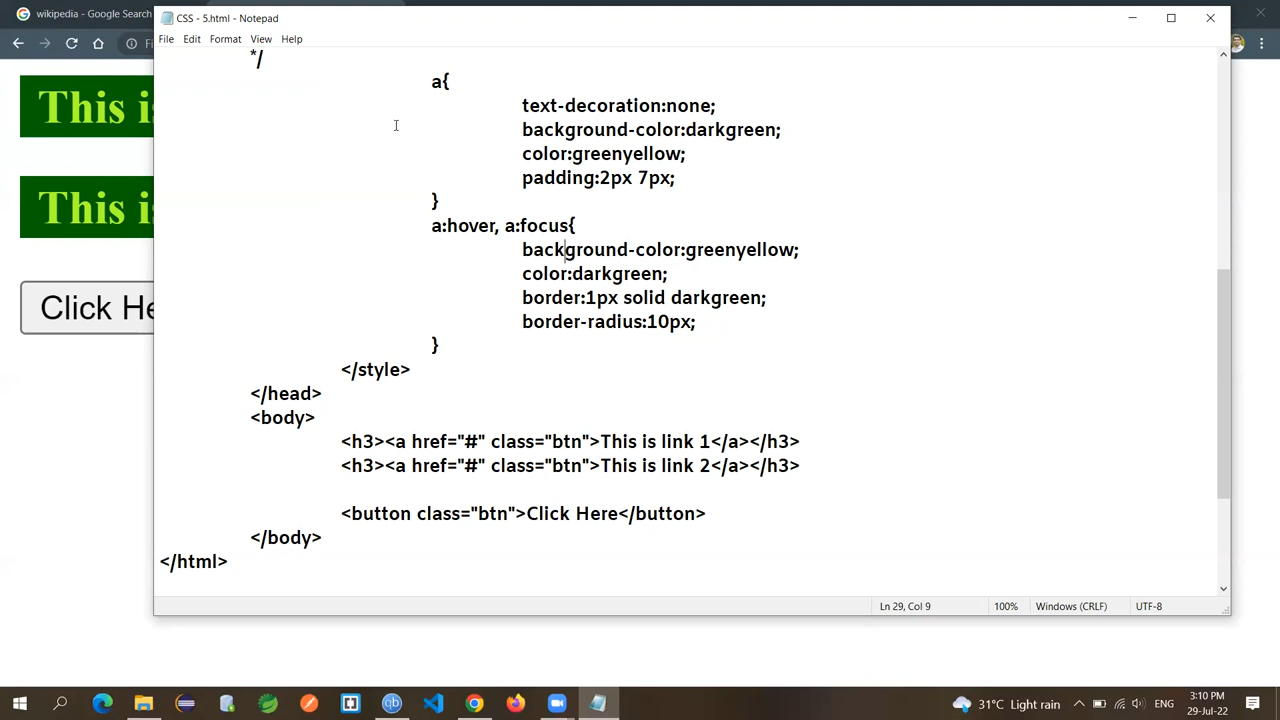 wikipedia - Google Search
CSS - 5.html - Notepad
File Edit Format View Help
*/
a{
text-decoration:none;
background-color:darkgreen;
color:greenyellow;
padding:2px 7px;
}
a:hover, a:focus{
background-color:greenyellow;
color:darkgreen;
border:1px solid darkgreen;
border-radius:10px;
}
</style>
</head>
<body>
<h3><a href="#" class="btn">This is link 1</a></h3>
<h3><a href="#" class="btn">This is link 2</a></h3>
<button class="btn">Click Here</button>
</body>
</html>
Ln 29, Col 9 100% Windows (CRLF) UTF-8
Fi
This is
This is
Click He
qb
31°C Light rain ENG 3:10 PM
29-Jul-22